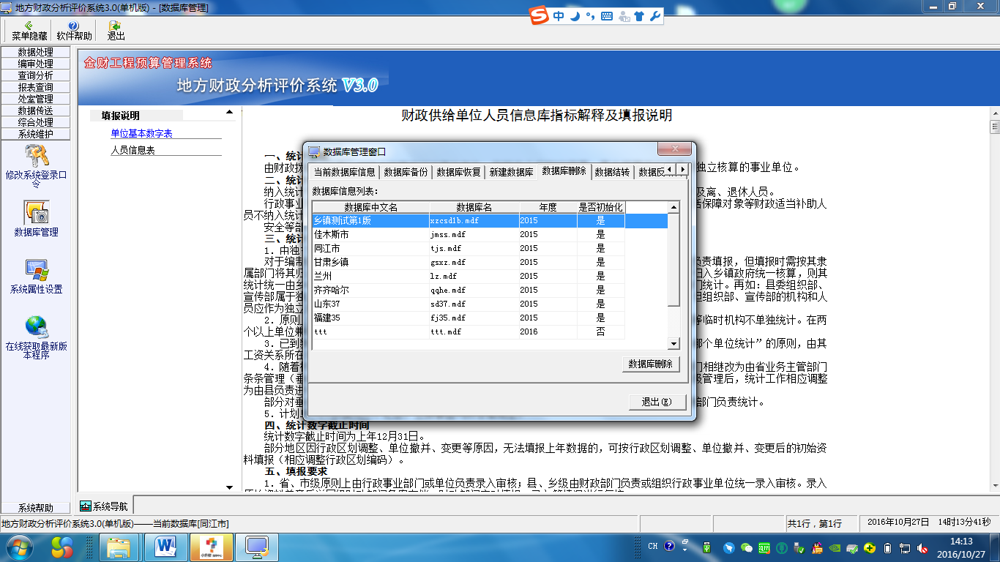 地方财政分析评价系统3.0(单机版) - [数据库管理]
中
菜单隐藏 软件帮助 退出
数据处理
编审处理
查询分析
报表查询
处室管理
数据传送
综合处理
系统维护
修改系统登录口
令
数据库管理
系统属性设置
在线获取最新版
本程序
系统帮助
金财工程预算管理系统
地方财政分析评价系统 V3.0
填报说明
单位基本数字表
人员信息表
财政供给单位人员信息库指标解释及填报说明
一、统计
由财政拨
独立核算的事业单位。
二、统计
纳入统计
及离、退休人员。
行政事业
保障对象等财政适当补助人
员不纳入统计
安全等部
三、统计
1．由独
对于编制
责填报，但填报时需按其隶
属部门将其归
归入乡镇政府统一核算，则其
统计统一由乡
门统计。再如：县委组织部、
宣传部属于独
但组织部、宣传部的机构和人
员应作为独立
2．原则
等临时机构不单独统计。在两
个以上单位兼
3．已到
那个单位统计”的原则，由其
工资关系所在
4．随着
门相继改为由省业务主管部门
条条管理（垂
级管理后，统计工作相应调整
为由县负责进
部分对垂
部门负责统计。
5．计划
四、统计数字截止时间
统计数字截止时间为上年12月31日。
部分地区因行政区划调整、单位撤并、变更等原因，无法填报上年数据的，可按行政区划调整、单位撤并、变更后的初始资
料填报（相应调整行政区划编码）。
五、填报要求
1．省、市级原则上由行政事业部门或单位负责录入审核；县、乡级由财政部门负责或组织行政事业单位统一录入审核。录入
数据库管理窗口
当前数据库信息 数据库备份 数据库恢复 新建数据库 数据库删除 数据结转 数据反
数据库信息列表：
数据库中文名 数据库名 年度 是否初始化
乡镇测试第1版 xzcsd1b.mdf 2015 是
佳木斯市 jmss.mdf 2015 是
同江市 tjs.mdf 2015 是
甘肃乡镇 gsxz.mdf 2015 是
兰州 lz.mdf 2015 是
齐齐哈尔 qqhe.mdf 2015 是
山东37 sd37.mdf 2015 是
福建35 fj35.mdf 2015 是
ttt ttt.mdf 2016 否
数据库删除
退出(E)
系统导航
地方财政分析评价系统3.0(单机版)——当前数据库[同江市]
共1行，第1行
2016年10月27日 14时13分41秒
CH
14:13
2016/10/27